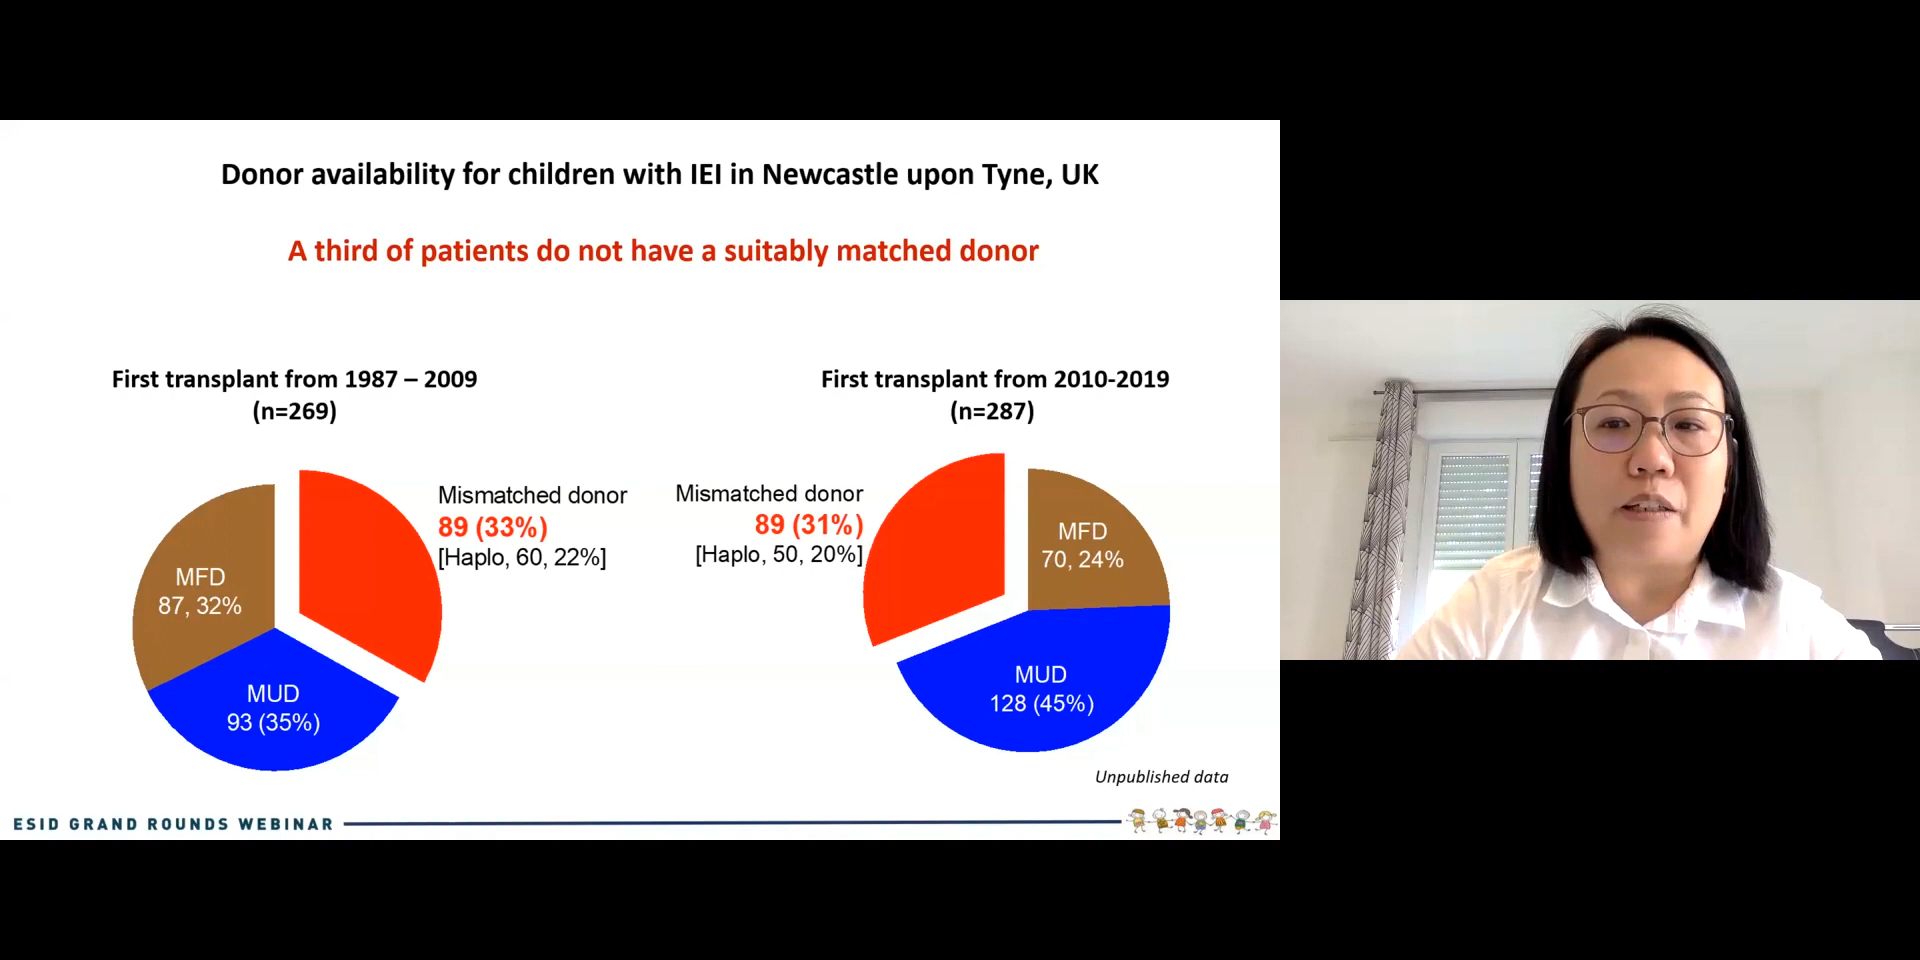 Donor availability for children with IEI in Newcastle upon Tyne, UK
A third of patients do not have a suitably matched donor
First transplant from 1987 – 2009
(n=269)
Mismatched donor
89 (33%)
[Haplo, 60, 22%]
MFD
87, 32%
MUD
93 (35%)
First transplant from 2010-2019
(n=287)
Mismatched donor
89 (31%)
[Haplo, 50, 20%]
MFD
70, 24%
MUD
128 (45%)
Unpublished data
ESID GRAND ROUNDS WEBINAR